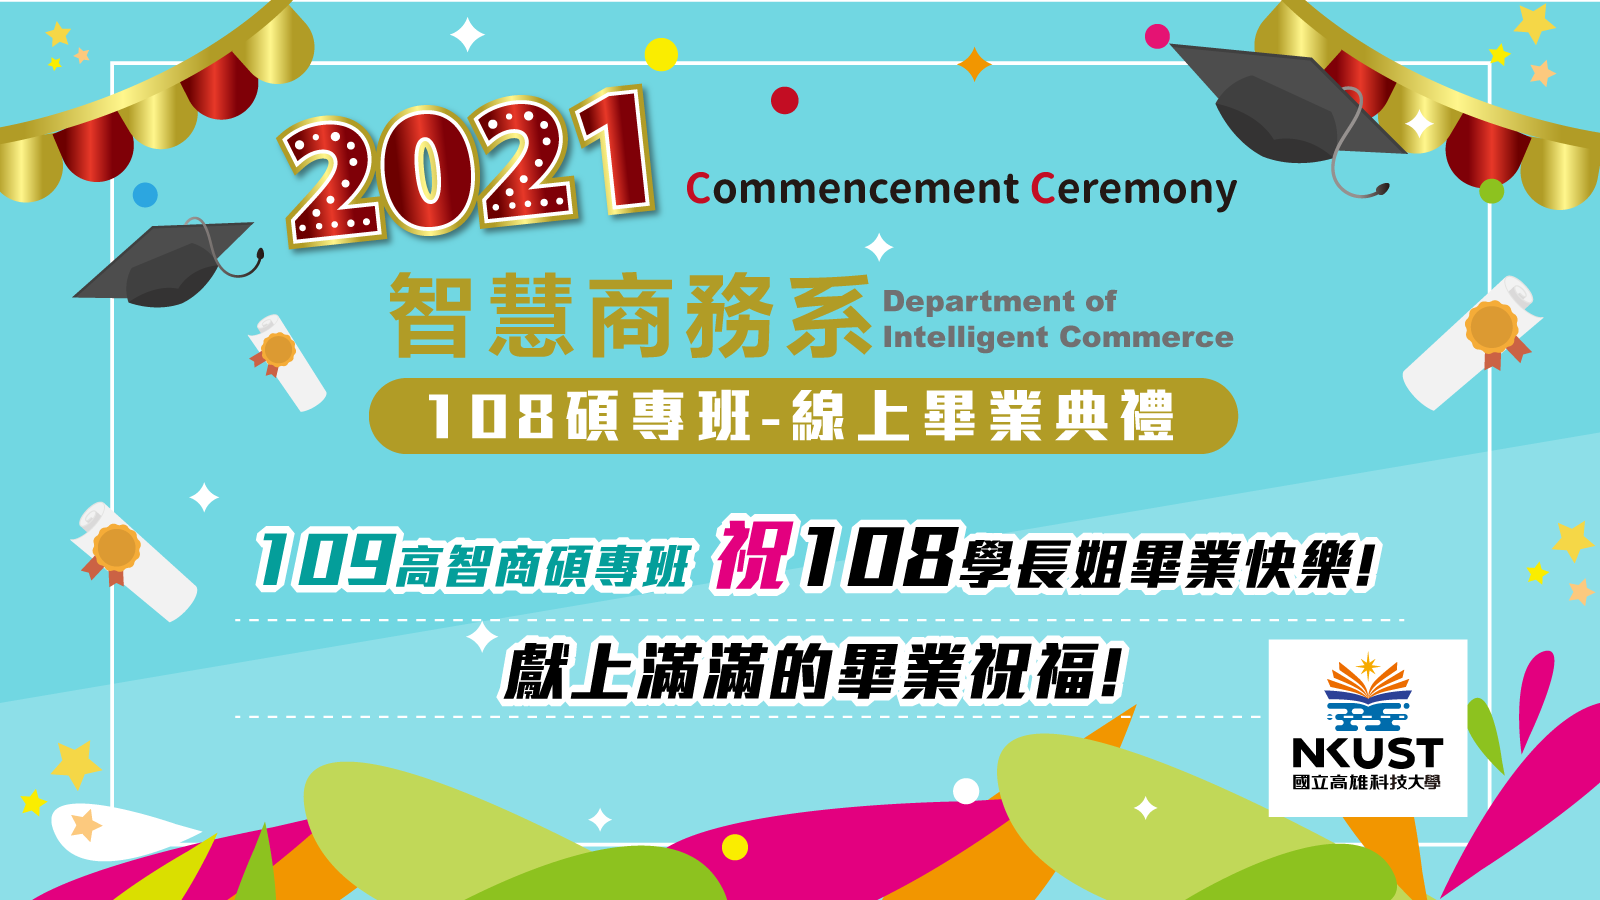 2021
Commencement Ceremony
智慧商務系
Department of
Intelligent Commerce
108碩專班-線上畢業典禮
109高智商碩專班 祝108學長姐畢業快樂!
獻上滿滿的畢業祝福!
NKUST
國立高雄科技大學